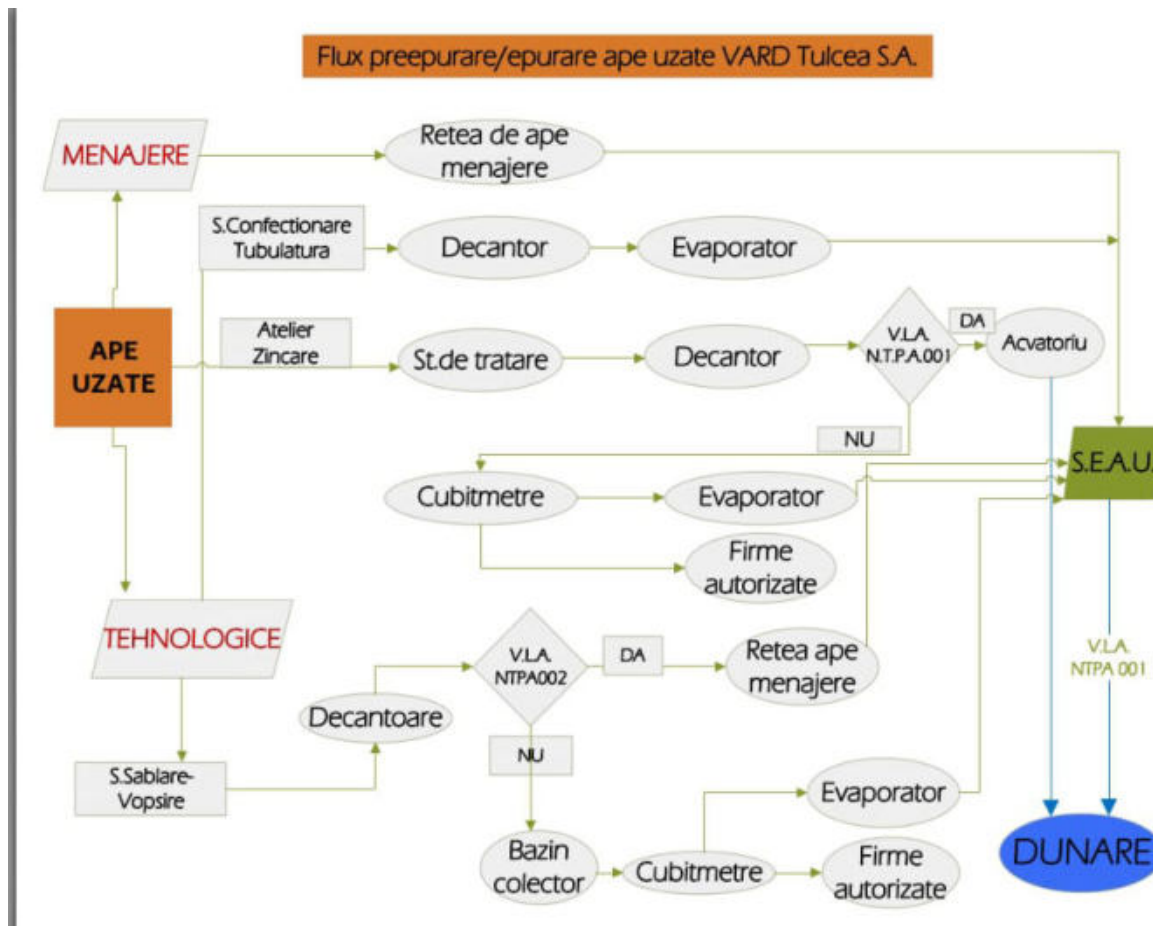 Flux preepurare/epurare ape uzate VARD Tulcea S.A.
MENAJERE
Retea de ape
menajere
S.Confectionare
Tubulatura
Decantor
Evaporator
APE
UZATE
Atelier
Zincare
St.de tratare
Decantor
V.L.A.
N.T.P.A.001
DA
Acvatoriu
NU
Cubitmetre
Evaporator
S.E.A.U.
Firme
autorizate
TEHNOLOGICE
V.L.A.
NTPA002
DA
Retea ape
menajere
V.L.A.
NTPA 001
Decantoare
NU
S.Sablare-
Vopsire
Evaporator
Bazin
colector
Cubitmetre
Firme
autorizate
DUNARE